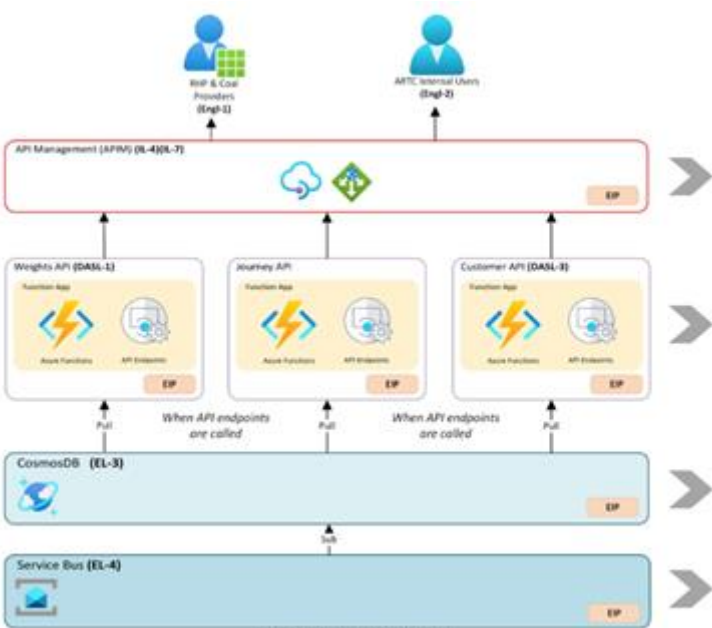 RHP & Coal
Providers
(Engf-1)
ARTC Internal Users
(Engf-2)
API Management (APIM) (IL-4)(IL-7)
EIP
Weights API (DASL-1)
Function App
Azure Functions
API Endpoints
EIP
Journey API
Function App
Azure Functions
API Endpoints
EIP
Customer API (DASL-3)
Function App
Azure Functions
API Endpoints
EIP
Pull
When API endpoints
are called
Pull
When API endpoints
are called
Pull
CosmosDB (EL-3)
EIP
Sub
Service Bus (EL-4)
EIP